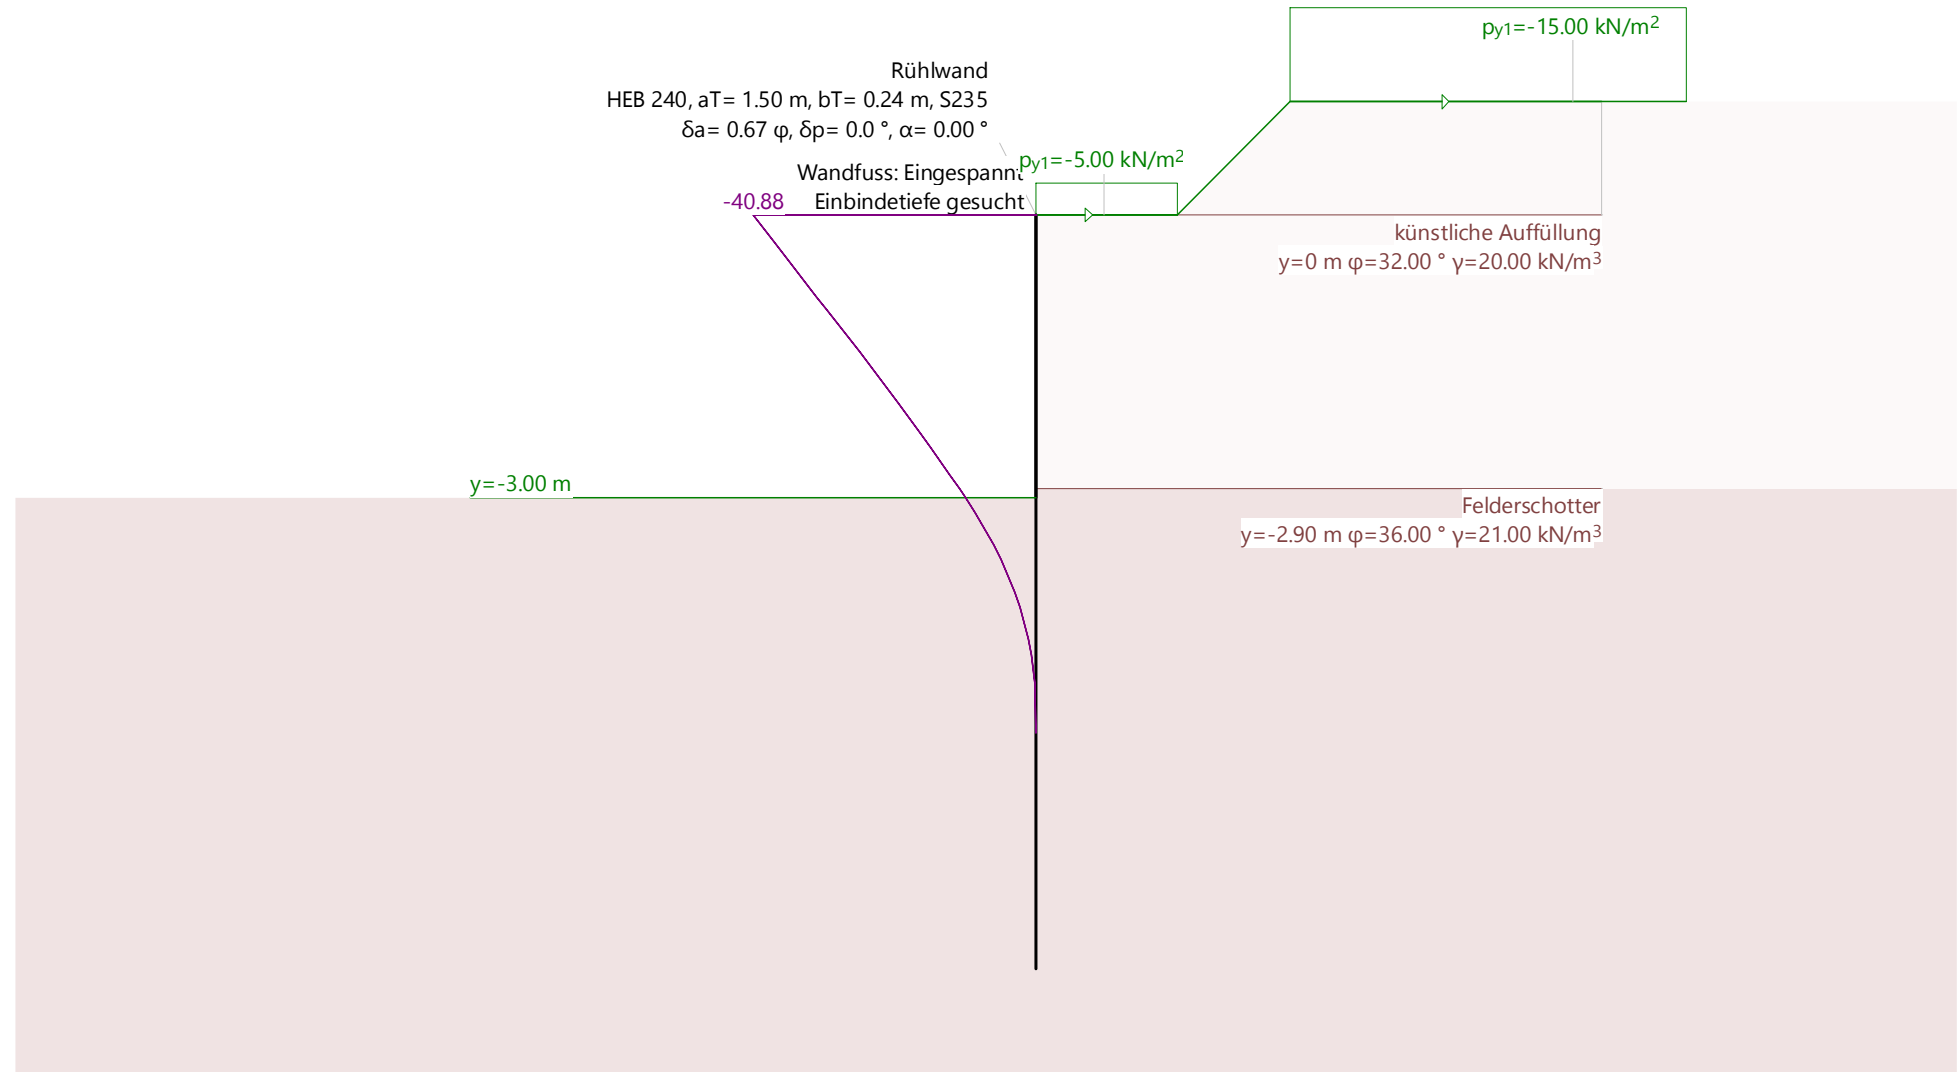 p_y1=-15.00 kN/m²
Rühlwand
HEB 240, aT= 1.50 m, bT= 0.24 m, S235
δa= 0.67 φ, δp= 0.0 °, α= 0.00 °
p_y1=-5.00 kN/m²
Wandfuss: Eingespannt
-40.88
Einbindetiefe gesucht
künstliche Auffüllung
y=0 m φ=32.00 ° γ=20.00 kN/m³
y=-3.00 m
Felderschotter
y=-2.90 m φ=36.00 ° γ=21.00 kN/m³